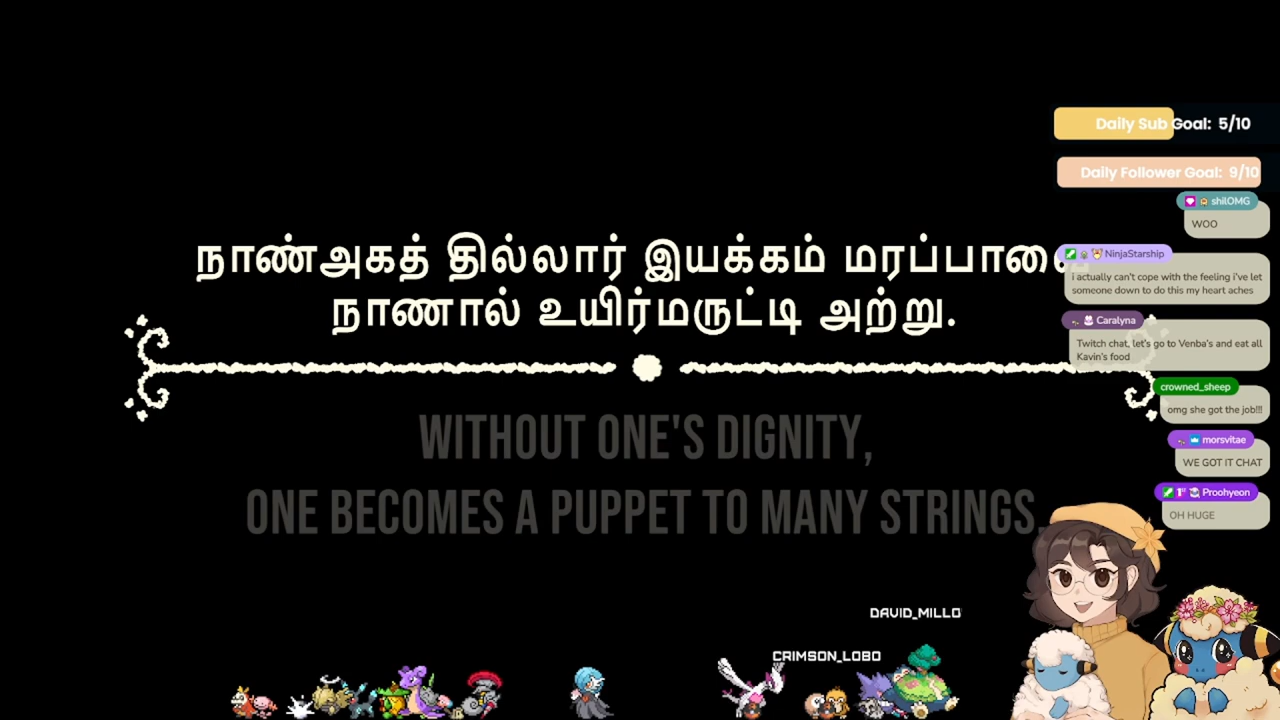 Daily Sub Goal: 5/10
Daily Follower Goal: 9/10
shilOMG
WOO
நாண்அகத் தில்லார் இயக்கம் மரப்பாவை
நாணால் உயிர்மருட்டி அற்று.
NinjaStarship
i actually can't cope with the feeling i've let
someone down to do this my heart aches
Caralyna
Twitch chat, let's go to Venba's and eat all
Kavin's food
crowned_sheep
omg she got the job!!!
morsvitae
WE GOT IT CHAT
Proohyeon
OH HUGE
WITHOUT ONE'S DIGNITY,
ONE BECOMES A PUPPET TO MANY STRINGS.
DAVID_MILLO
CRIMSON_LOBO